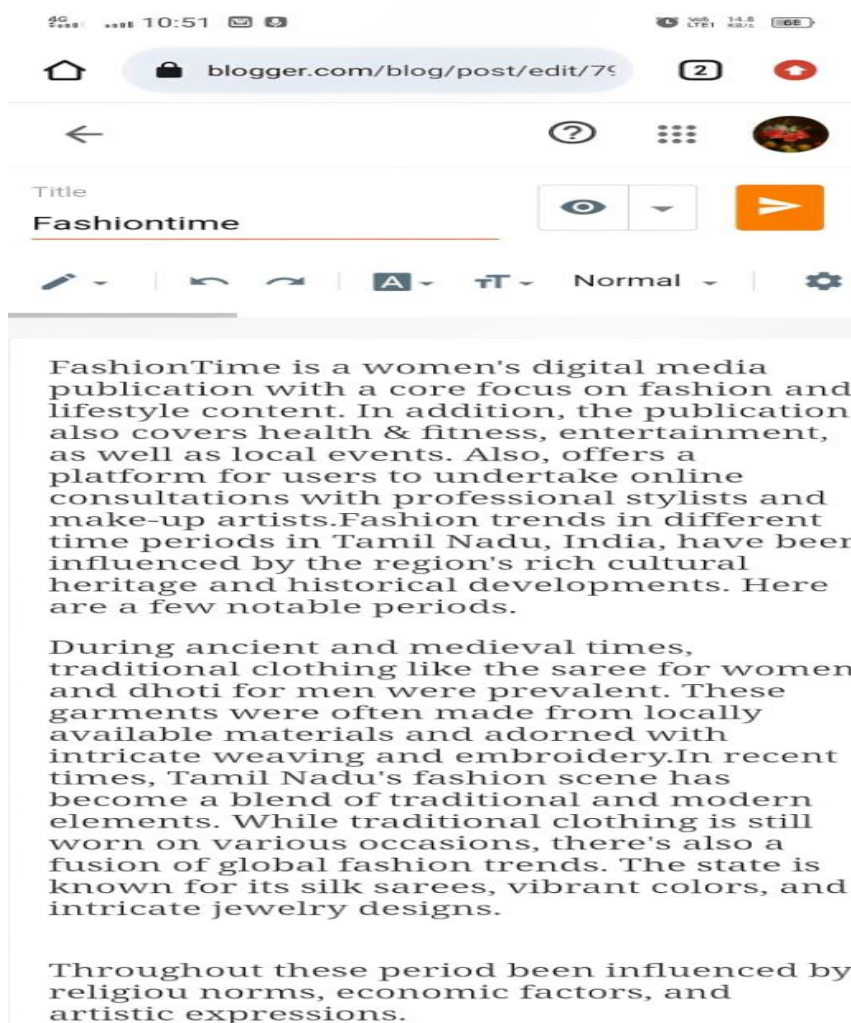 4G 10:51 VoB LTE1 14.8 KB/s 68
blogger.com/blog/post/edit/79 2
Title
Fashiontime
A TT Normal
FashionTime is a women's digital media
publication with a core focus on fashion and
lifestyle content. In addition, the publication
also covers health & fitness, entertainment,
as well as local events. Also, offers a
platform for users to undertake online
consultations with professional stylists and
make-up artists.Fashion trends in different
time periods in Tamil Nadu, India, have been
influenced by the region's rich cultural
heritage and historical developments. Here
are a few notable periods.
During ancient and medieval times,
traditional clothing like the saree for women
and dhoti for men were prevalent. These
garments were often made from locally
available materials and adorned with
intricate weaving and embroidery.In recent
times, Tamil Nadu's fashion scene has
become a blend of traditional and modern
elements. While traditional clothing is still
worn on various occasions, there's also a
fusion of global fashion trends. The state is
known for its silk sarees, vibrant colors, and
intricate jewelry designs.
Throughout these period been influenced by
religiou norms, economic factors, and
artistic expressions.